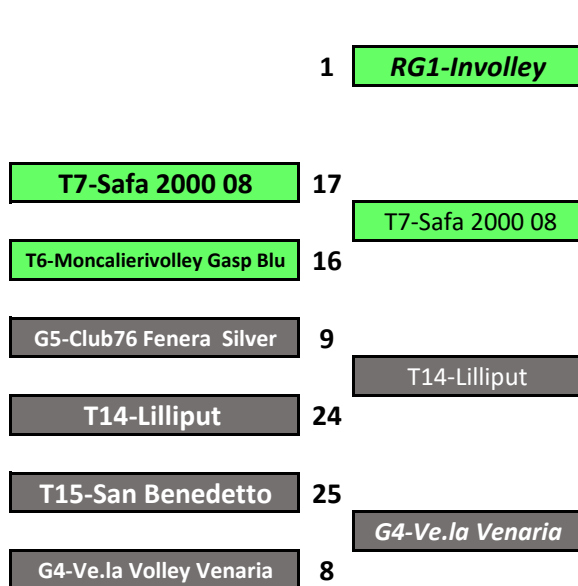 1 RG1-Involley
T7-Safa 2000 08 17
T7-Safa 2000 08
T6-Moncalierivolley Gasp Blu 16
G5-Club76 Fenera  Silver 9
T14-Lilliput
T14-Lilliput 24
T15-San Benedetto 25
G4-Ve.la Venaria
G4-Ve.la Volley Venaria 8